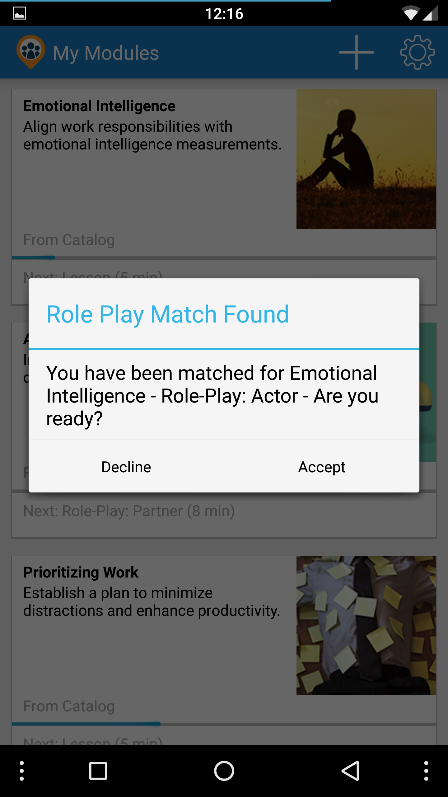 12:16
My Modules
Emotional Intelligence
Align work responsibilities with
emotional intelligence measurements.
From Catalog
Next: Lesson (5 min)
Role Play Match Found
You have been matched for Emotional
Intelligence - Role-Play: Actor - Are you
ready?
Decline
Accept
Next: Role-Play: Partner (8 min)
Prioritizing Work
Establish a plan to minimize
distractions and enhance productivity.
From Catalog
Next: Lesson (5 min)